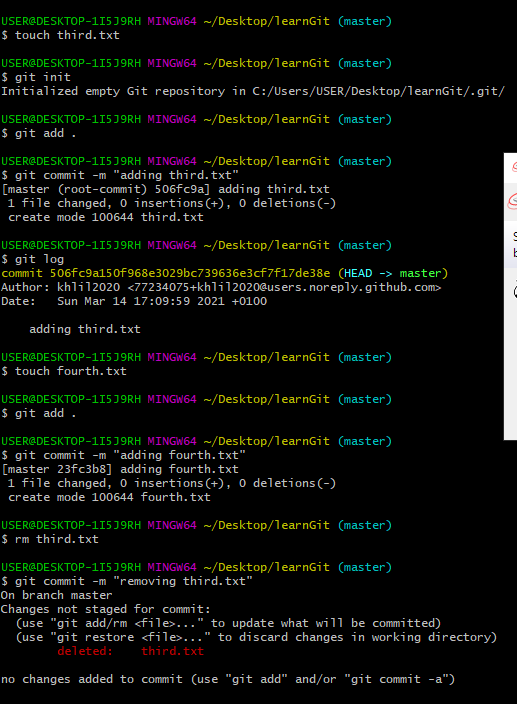 USER@DESKTOP-1I5J9RH MINGW64 ~/Desktop/learnGit (master)
$ touch third.txt
USER@DESKTOP-1I5J9RH MINGW64 ~/Desktop/learnGit (master)
$ git init
Initialized empty Git repository in C:/Users/USER/Desktop/learnGit/.git/
USER@DESKTOP-1I5J9RH MINGW64 ~/Desktop/learnGit (master)
$ git add .
USER@DESKTOP-1I5J9RH MINGW64 ~/Desktop/learnGit (master)
$ git commit -m "adding third.txt"
[master (root-commit) 506fc9a] adding third.txt
 1 file changed, 0 insertions(+), 0 deletions(-)
 create mode 100644 third.txt
USER@DESKTOP-1I5J9RH MINGW64 ~/Desktop/learnGit (master)
$ git log
commit 506fc9a150f968e3029bc739636e3cf7f17de38e (HEAD -> master)
Author: khlil2020 <77234075+khlil2020@users.noreply.github.com>
Date:   Sun Mar 14 17:09:59 2021 +0100
    adding third.txt
USER@DESKTOP-1I5J9RH MINGW64 ~/Desktop/learnGit (master)
$ touch fourth.txt
USER@DESKTOP-1I5J9RH MINGW64 ~/Desktop/learnGit (master)
$ git add .
USER@DESKTOP-1I5J9RH MINGW64 ~/Desktop/learnGit (master)
$ git commit -m "adding fourth.txt"
[master 23fc3b8] adding fourth.txt
 1 file changed, 0 insertions(+), 0 deletions(-)
 create mode 100644 fourth.txt
USER@DESKTOP-1I5J9RH MINGW64 ~/Desktop/learnGit (master)
$ rm third.txt
USER@DESKTOP-1I5J9RH MINGW64 ~/Desktop/learnGit (master)
$ git commit -m "removing third.txt"
On branch master
Changes not staged for commit:
  (use "git add/rm <file>..." to update what will be committed)
  (use "git restore <file>..." to discard changes in working directory)
        deleted:    third.txt
no changes added to commit (use "git add" and/or "git commit -a")